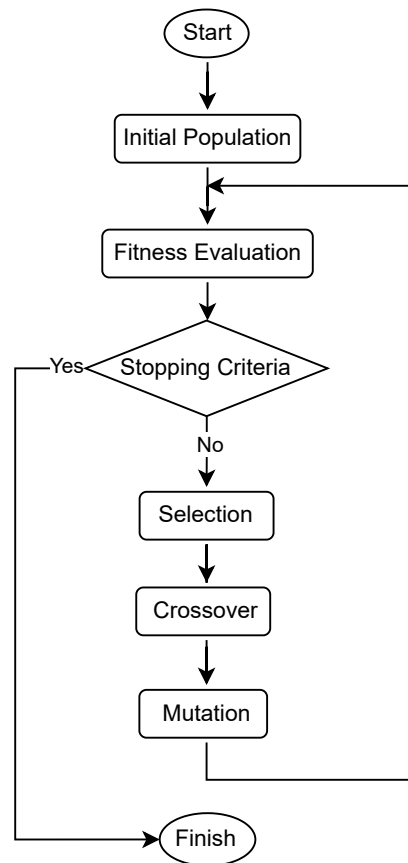 Start
Initial Population
Fitness Evaluation
Yes
Stopping Criteria
No
Selection
Crossover
Mutation
Finish